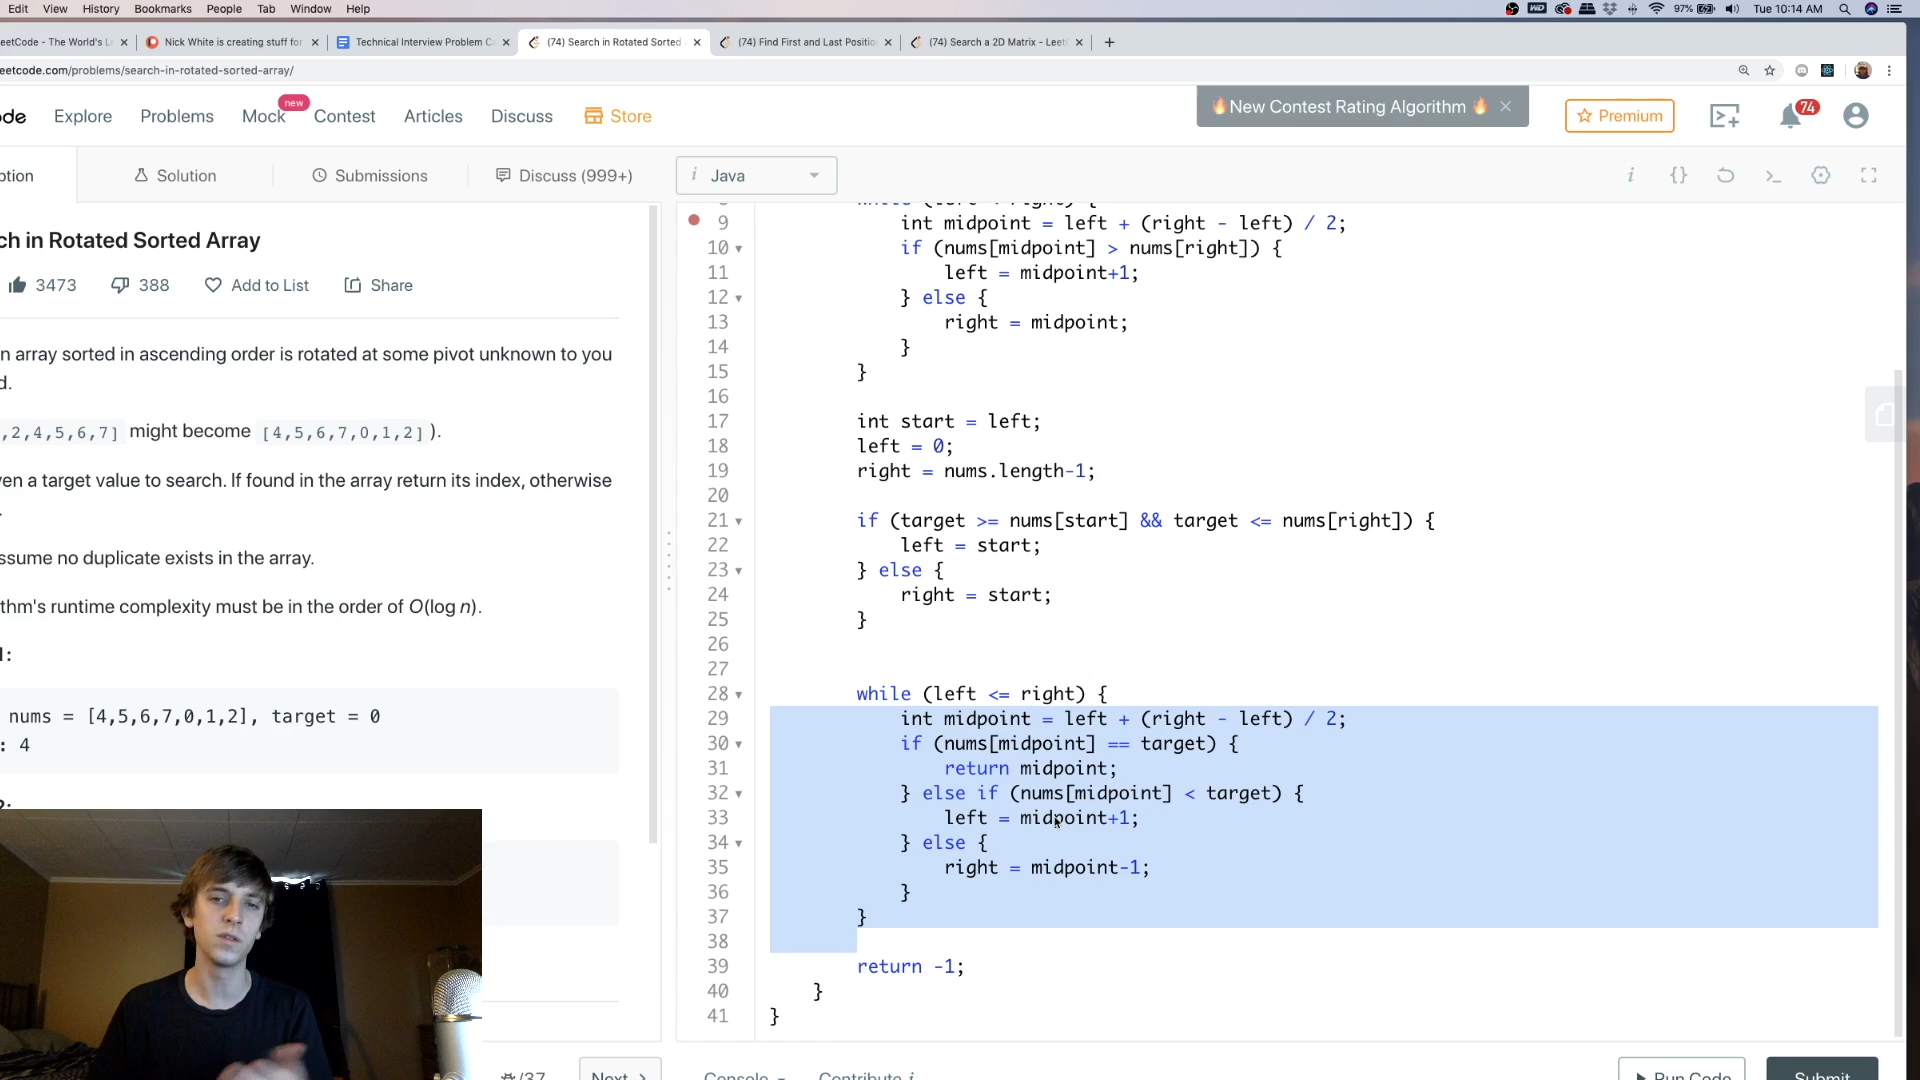 Edit View History Bookmarks People Tab Window Help 97% Tue 10:14 AM
eetCode - The World's L Nick White is creating stuff for Technical Interview Problem C (74) Search in Rotated Sorted (74) Find First and Last Positio (74) Search a 2D Matrix - Leet
eetcode.com/problems/search-in-rotated-sorted-array/
ode Explore Problems Mock new Contest Articles Discuss Store 🔥New Contest Rating Algorithm 🔥 × Premium 74
ption Solution Submissions Discuss (999+) i Java
ch in Rotated Sorted Array
3473 388 Add to List Share
n array sorted in ascending order is rotated at some pivot unknown to you
d.
,2,4,5,6,7] might become [4,5,6,7,0,1,2] ).
en a target value to search. If found in the array return its index, otherwise
.
ssume no duplicate exists in the array.
thm's runtime complexity must be in the order of O(log n).
:
nums = [4,5,6,7,0,1,2], target = 0
: 4
9 int midpoint = left + (right - left) / 2;
10 if (nums[midpoint] > nums[right]) {
11 left = midpoint+1;
12 } else {
13 right = midpoint;
14 }
15 }
16
17 int start = left;
18 left = 0;
19 right = nums.length-1;
20
21 if (target >= nums[start] && target <= nums[right]) {
22 left = start;
23 } else {
24 right = start;
25 }
26
27
28 while (left <= right) {
29 int midpoint = left + (right - left) / 2;
30 if (nums[midpoint] == target) {
31 return midpoint;
32 } else if (nums[midpoint] < target) {
33 left = midpoint+1;
34 } else {
35 right = midpoint-1;
36 }
37 }
38
39 return -1;
40 }
41 }
/37 Next > Console Contribute i Run Code Submit